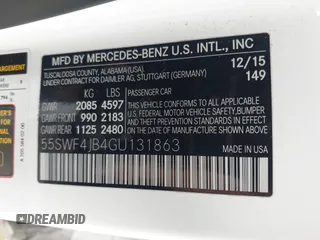 MFD BY MERCEDES-BENZ U.S. INTL., INC
TUSCALOOSA COUNTY, ALABAMA (USA) 12/15
UNDER CONTRACT FOR DAIMLER AG, STUTTGART (GERMANY) 149
KG LBS PASSENGER CAR
GVWR 2085 4597
GAWR FRONT 990 2183
GAWR REAR 1125 2480
THIS VEHICLE CONFORMS TO ALL APPLICABLE
U.S. FEDERAL MOTOR VEHICLE SAFETY, BUMPER
AND THEFT PREVENTION STANDARDS IN EFFECT
ON THE DATE OF MANUFACTURE SHOWN ABOVE.
55SWF4JB4GU131863
DREAMBID
DREAMBID.COM